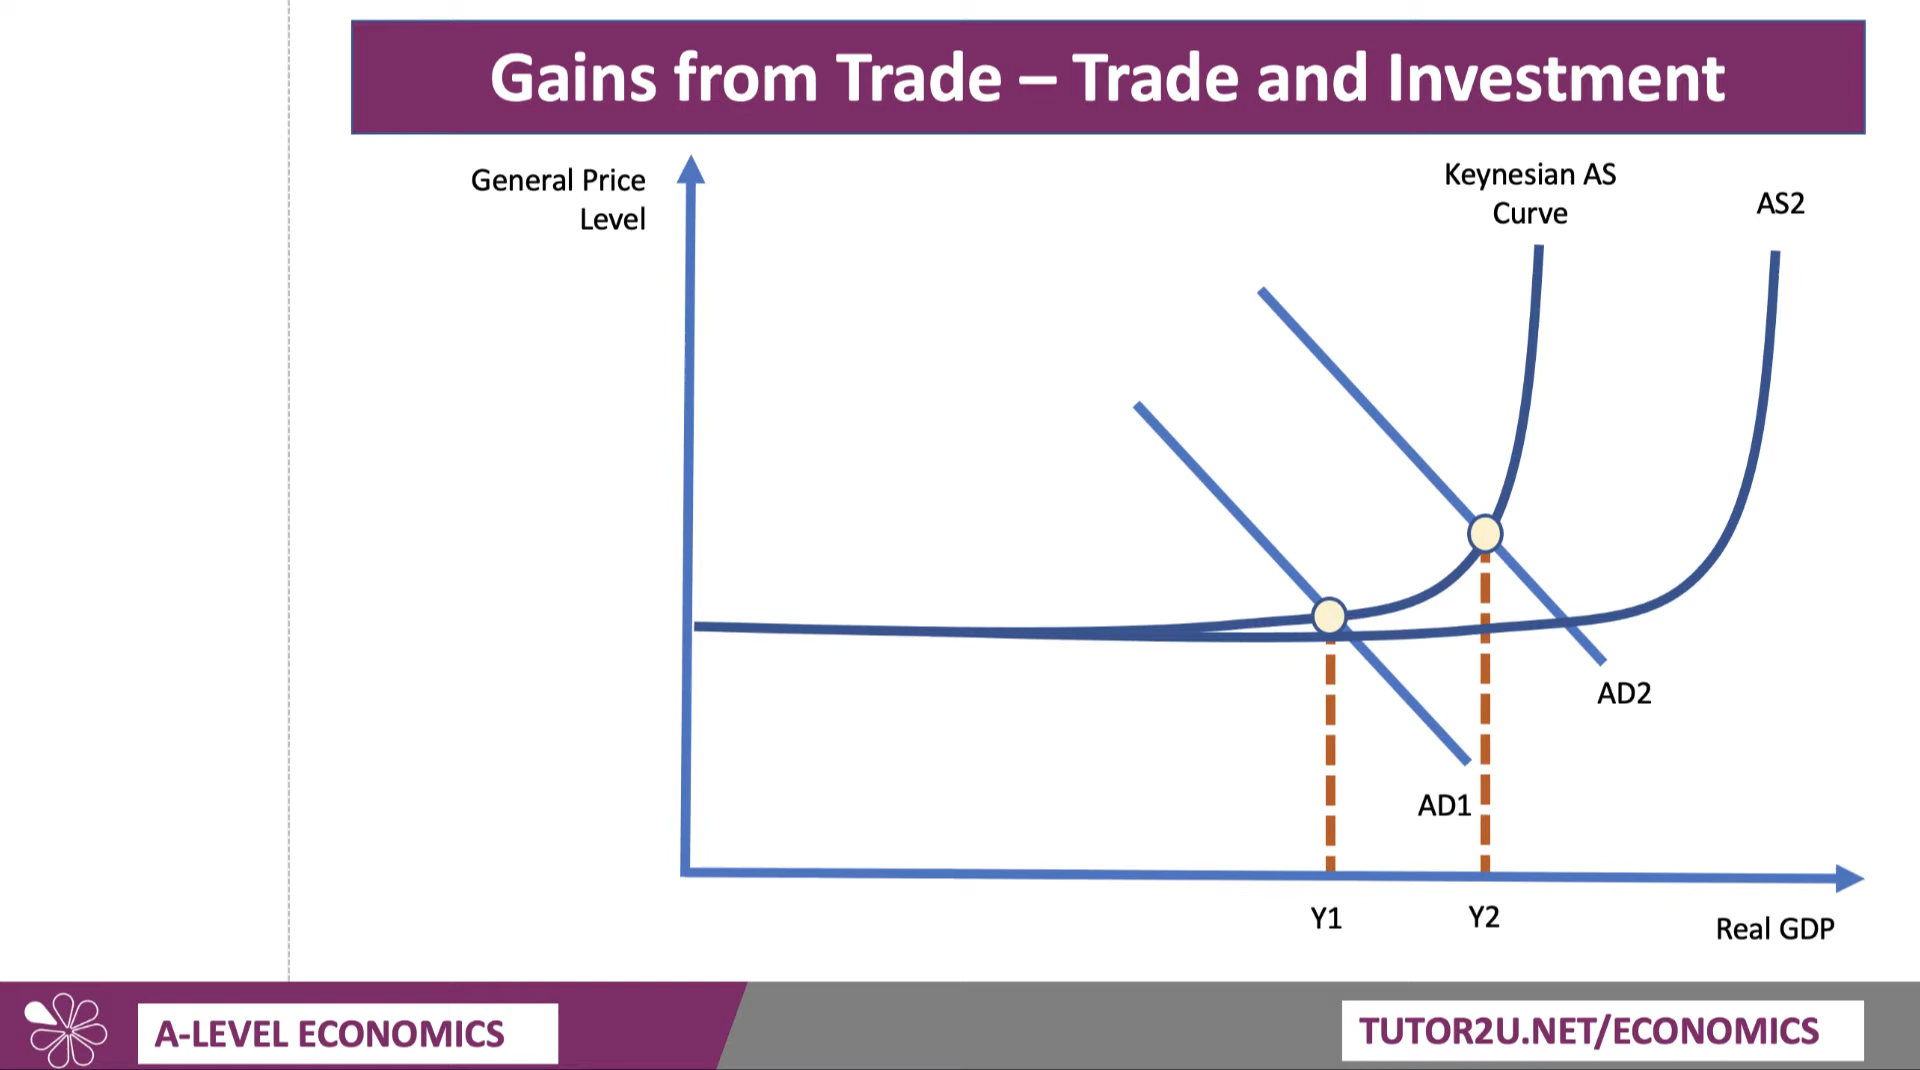 Gains from Trade – Trade and Investment
General Price
Level
Keynesian AS
Curve
AS2
AD2
AD1
Y1
Y2
Real GDP
A-LEVEL ECONOMICS
TUTOR2U.NET/ECONOMICS